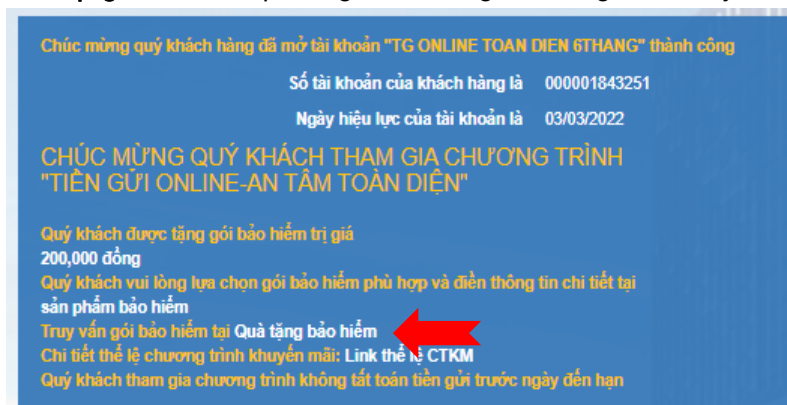 Chúc mừng quý khách hàng đã mở tài khoản "TG ONLINE TOAN DIEN 6THANG" thành công
Số tài khoản của khách hàng là 000001843251
Ngày hiệu lực của tài khoản là 03/03/2022
CHÚC MỪNG QUÝ KHÁCH THAM GIA CHƯƠNG TRÌNH
"TIỀN GỬI ONLINE-AN TÂM TOÀN DIỆN"
Quý khách được tặng gói bảo hiểm trị giá
200,000 đồng
Quý khách vui lòng lựa chọn gói bảo hiểm phù hợp và điền thông tin chi tiết tại
sản phẩm bảo hiểm
Truy vấn gói bảo hiểm tại Quà tặng bảo hiểm
Chi tiết thể lệ chương trình khuyến mãi: Link thể lệ CTKM
Quý khách tham gia chương trình không tất toán tiền gửi trước ngày đến hạn